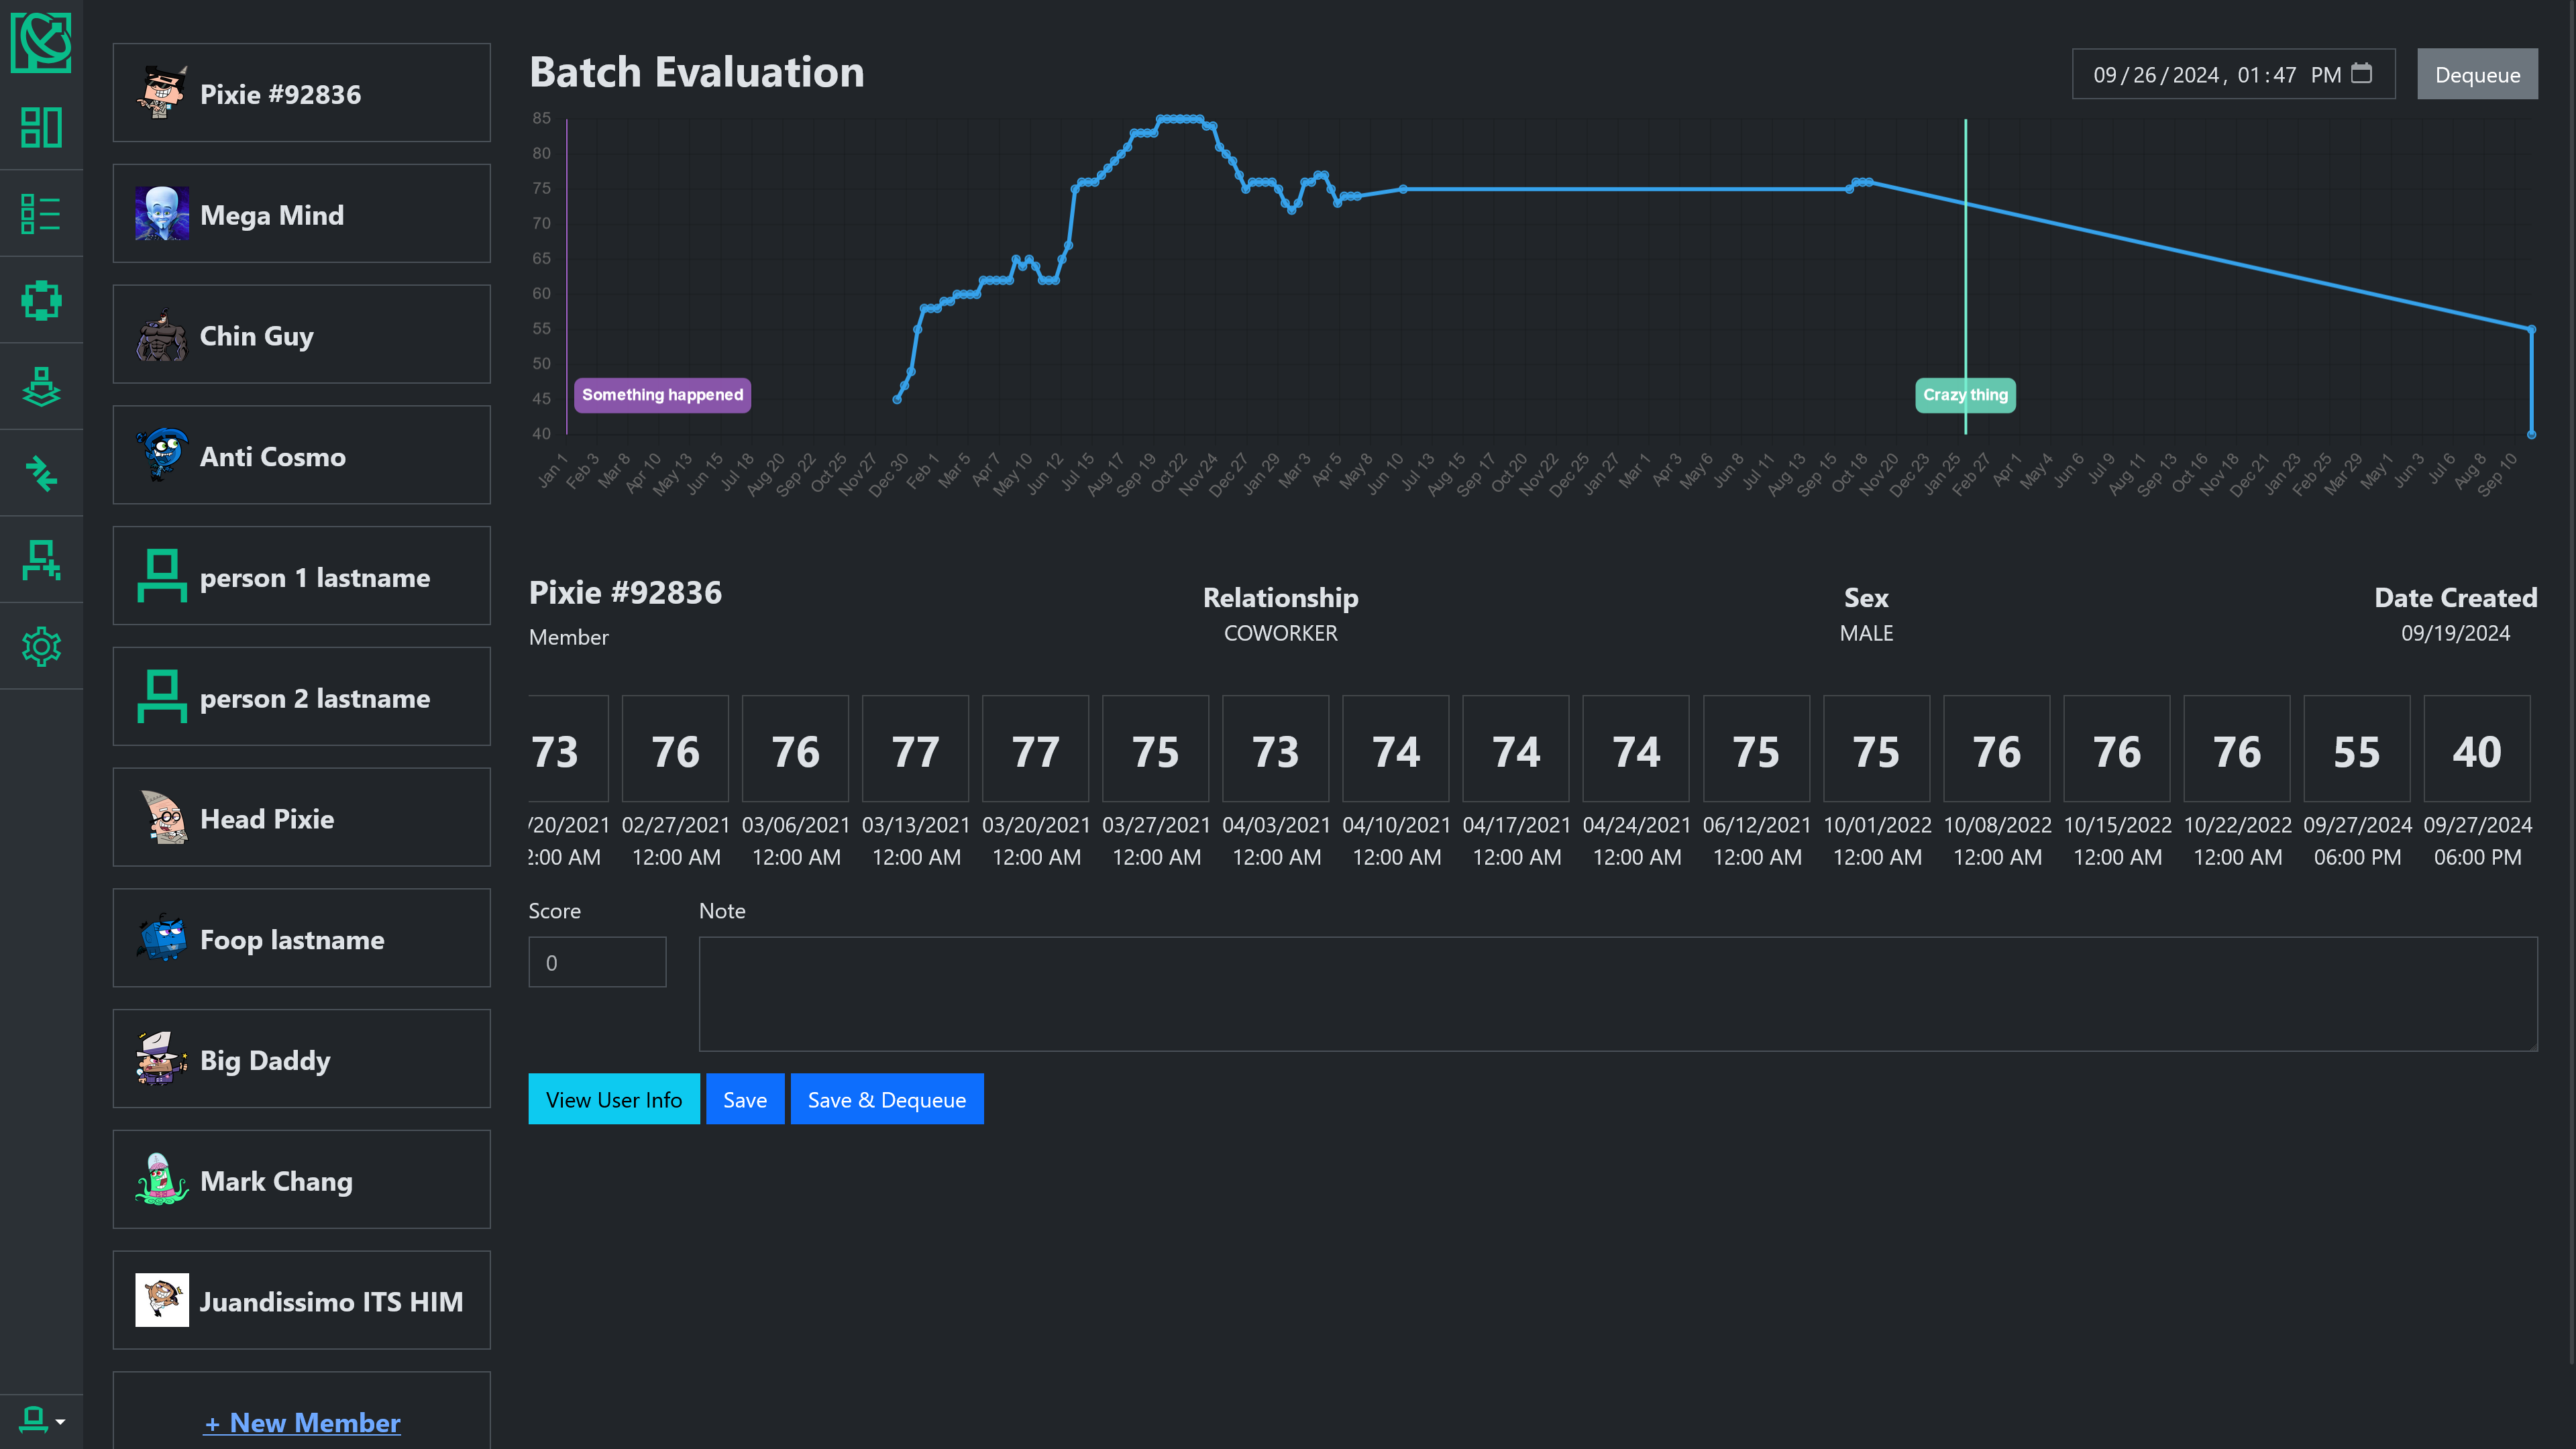 Pixie #92836
Mega Mind
Chin Guy
Anti Cosmo
person 1 lastname
person 2 lastname
Head Pixie
Foop lastname
Big Daddy
Mark Chang
Juandissimo ITS HIM
+ New Member
Batch Evaluation
09/26/2024, 01:47 PM
Dequeue
85
80
75
70
65
60
55
50
45
40
Something happened
Crazy thing
Jan 1 Feb 3 Mar 8 Apr 10 May 13 Jun 15 Jul 18 Aug 20 Sep 22 Oct 25 Nov 27 Dec 30 Feb 1 Mar 5 Apr 7 May 10 Jun 12 Jul 15 Aug 17 Sep 19 Oct 22 Nov 24 Dec 27 Jan 29 Mar 3 Apr 5 May 8 Jun 10 Jul 13 Aug 15 Sep 17 Oct 20 Nov 22 Dec 25 Jan 27 Mar 1 Apr 3 May 6 Jun 8 Jul 11 Aug 13 Sep 15 Oct 18 Nov 20 Dec 23 Jan 25 Feb 27 Apr 1 May 4 Jun 6 Jul 9 Aug 11 Sep 13 Oct 16 Nov 18 Dec 21 Jan 23 Feb 25 Mar 29 May 1 Jun 3 Jul 6 Aug 8 Sep 10
Pixie #92836
Member
Relationship
COWORKER
Sex
MALE
Date Created
09/19/2024
73 76 76 77 77 75 73 74 74 74 75 75 76 76 76 55 40
/20/2021 02/27/2021 03/06/2021 03/13/2021 03/20/2021 03/27/2021 04/03/2021 04/10/2021 04/17/2021 04/24/2021 06/12/2021 10/01/2022 10/08/2022 10/15/2022 10/22/2022 09/27/2024 09/27/2024
2:00 AM 12:00 AM 12:00 AM 12:00 AM 12:00 AM 12:00 AM 12:00 AM 12:00 AM 12:00 AM 12:00 AM 12:00 AM 12:00 AM 12:00 AM 12:00 AM 12:00 AM 06:00 PM 06:00 PM
Score
Note
0
View User Info
Save
Save & Dequeue